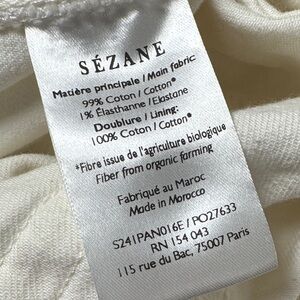 SÉZANE
Matière principale / Main fabric
99% Coton / Cotton*
1% Élasthanne / Elastane
Doublure / Lining:
100% Coton / Cotton*
*Fibre issue de l'agriculture biologique
Fiber from organic farming
Fabriqué au Maroc
Made in Morocco
S241PAN016E / PO27633
RN 154 043
115 rue du Bac, 75007 Paris